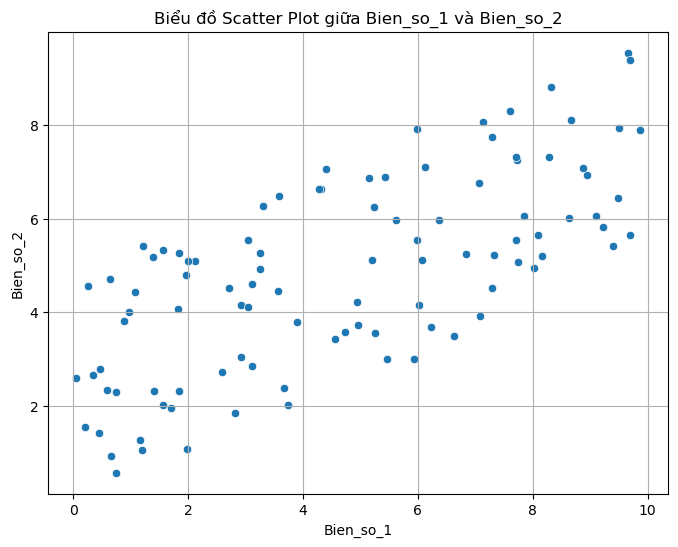 Biểu đồ Scatter Plot giữa Bien_so_1 và Bien_so_2
8
6
4
2
Bien_so_2
0 2 4 6 8 10
Bien_so_1